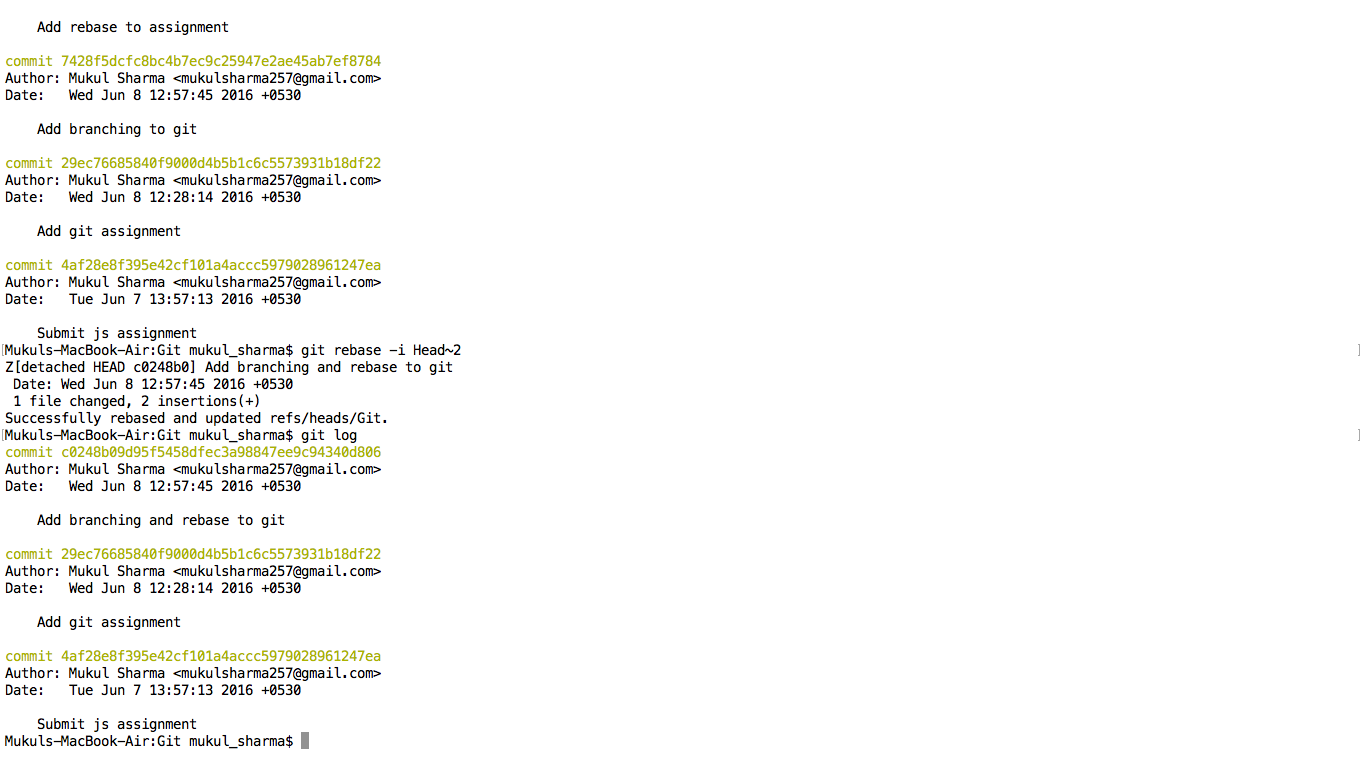 Add rebase to assignment
commit 7428f5dcfc8bc4b7ec9c25947e2ae45ab7ef8784
Author: Mukul Sharma <mukulsharma257@gmail.com>
Date:   Wed Jun 8 12:57:45 2016 +0530
Add branching to git
commit 29ec76685840f9000d4b5b1c6c5573931b18df22
Author: Mukul Sharma <mukulsharma257@gmail.com>
Date:   Wed Jun 8 12:28:14 2016 +0530
Add git assignment
commit 4af28e8f395e42cf101a4accc5979028961247ea
Author: Mukul Sharma <mukulsharma257@gmail.com>
Date:   Tue Jun 7 13:57:13 2016 +0530
Submit js assignment
[Mukuls-MacBook-Air:Git mukul_sharma$ git rebase -i Head~2 ]
Z[detached HEAD c0248b0] Add branching and rebase to git
Date: Wed Jun 8 12:57:45 2016 +0530
1 file changed, 2 insertions(+)
Successfully rebased and updated refs/heads/Git.
[Mukuls-MacBook-Air:Git mukul_sharma$ git log ]
commit c0248b09d95f5458dfec3a98847ee9c94340d806
Author: Mukul Sharma <mukulsharma257@gmail.com>
Date:   Wed Jun 8 12:57:45 2016 +0530
Add branching and rebase to git
commit 29ec76685840f9000d4b5b1c6c5573931b18df22
Author: Mukul Sharma <mukulsharma257@gmail.com>
Date:   Wed Jun 8 12:28:14 2016 +0530
Add git assignment
commit 4af28e8f395e42cf101a4accc5979028961247ea
Author: Mukul Sharma <mukulsharma257@gmail.com>
Date:   Tue Jun 7 13:57:13 2016 +0530
Submit js assignment
Mukuls-MacBook-Air:Git mukul_sharma$